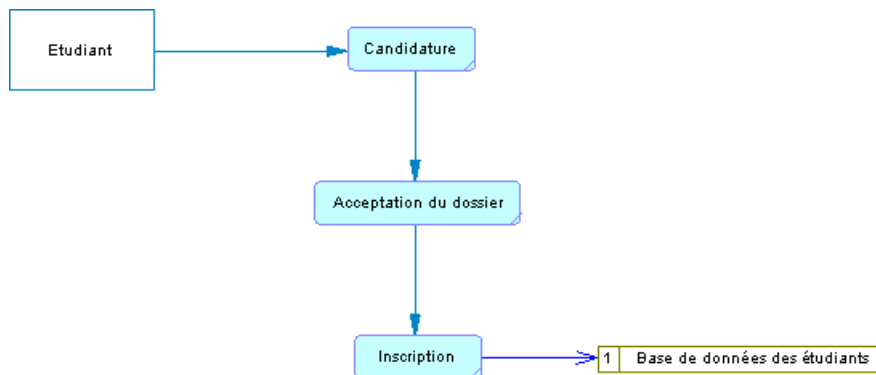 Etudiant
Candidature
Acceptation du dossier
Inscription
1 Base de données des étudiants